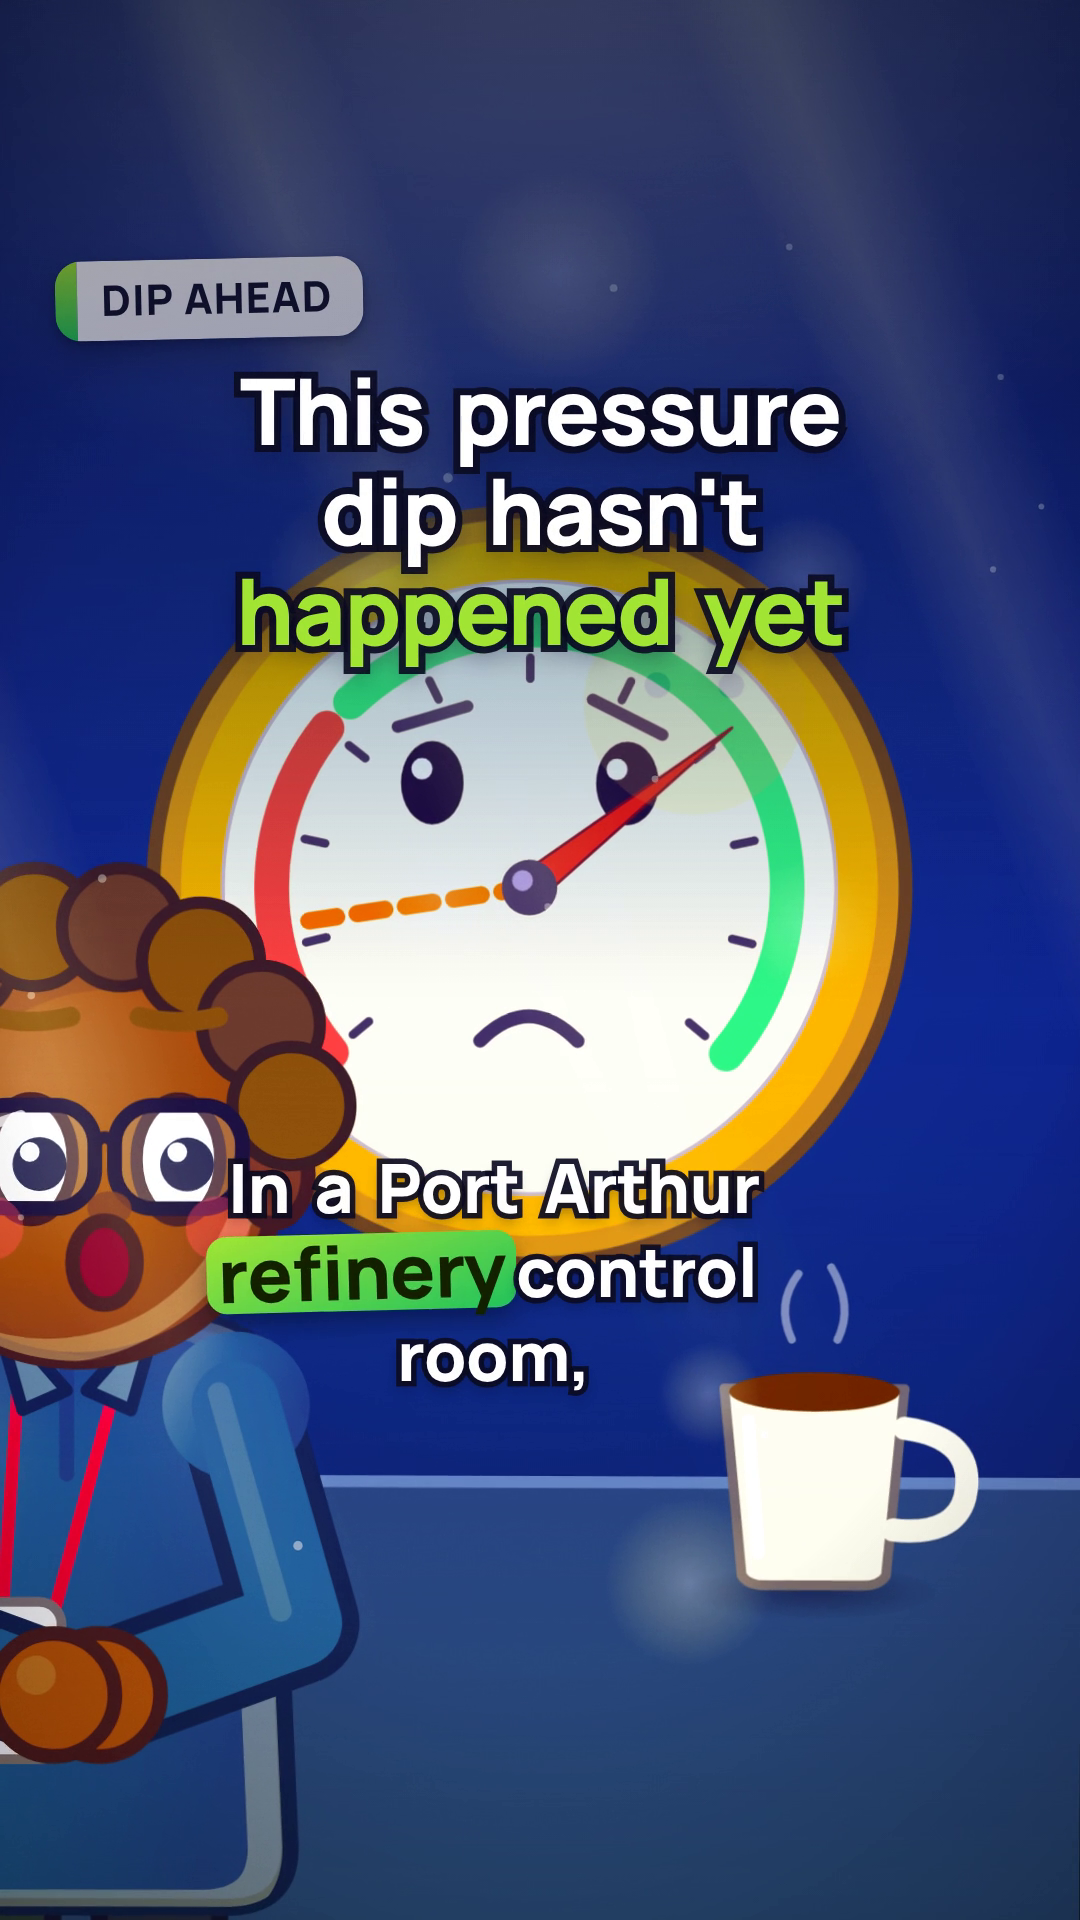 DIP AHEAD
This pressure
dip hasn't
happened yet
In a Port Arthur
refinery control
room,